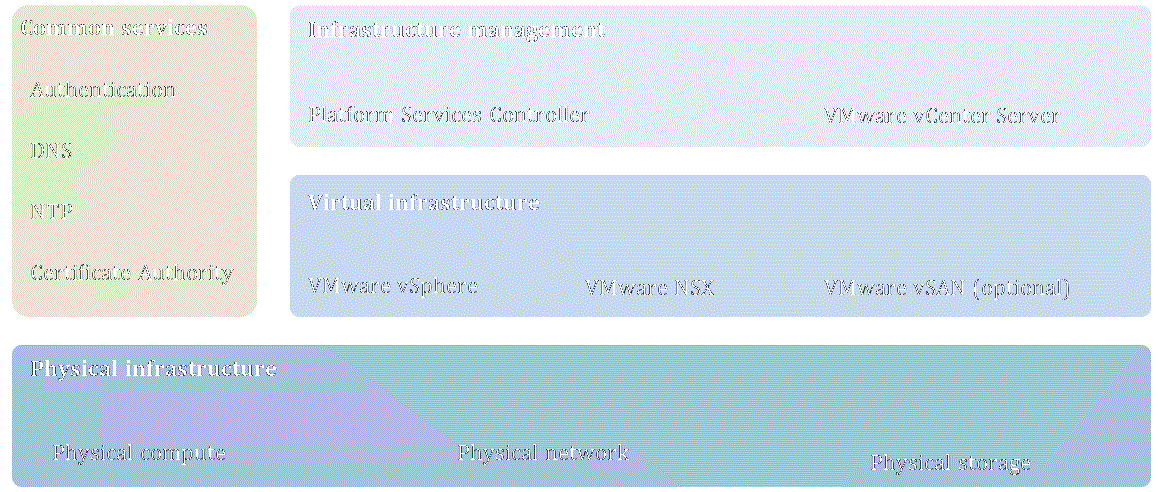 Common services
Authentication
DNS
NTP
Certificate Authority
Infrastructure management
Platform Services Controller
VMware vCenter Server
Virtual infrastructure
VMware vSphere
VMware NSX
VMware vSAN (optional)
Physical infrastructure
Physical compute
Physical network
Physical storage